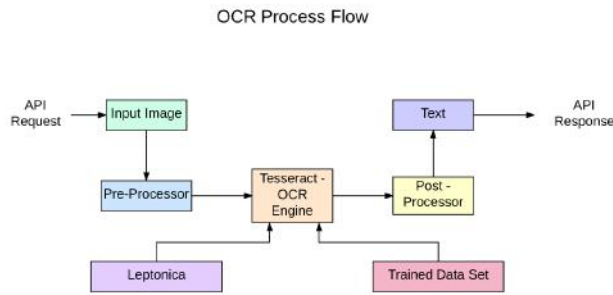 OCR Process Flow
API
Request
Input Image
Text
API
Response
Pre-Processor
Tesseract -
OCR
Engine
Post -
Processor
Leptonica
Trained Data Set